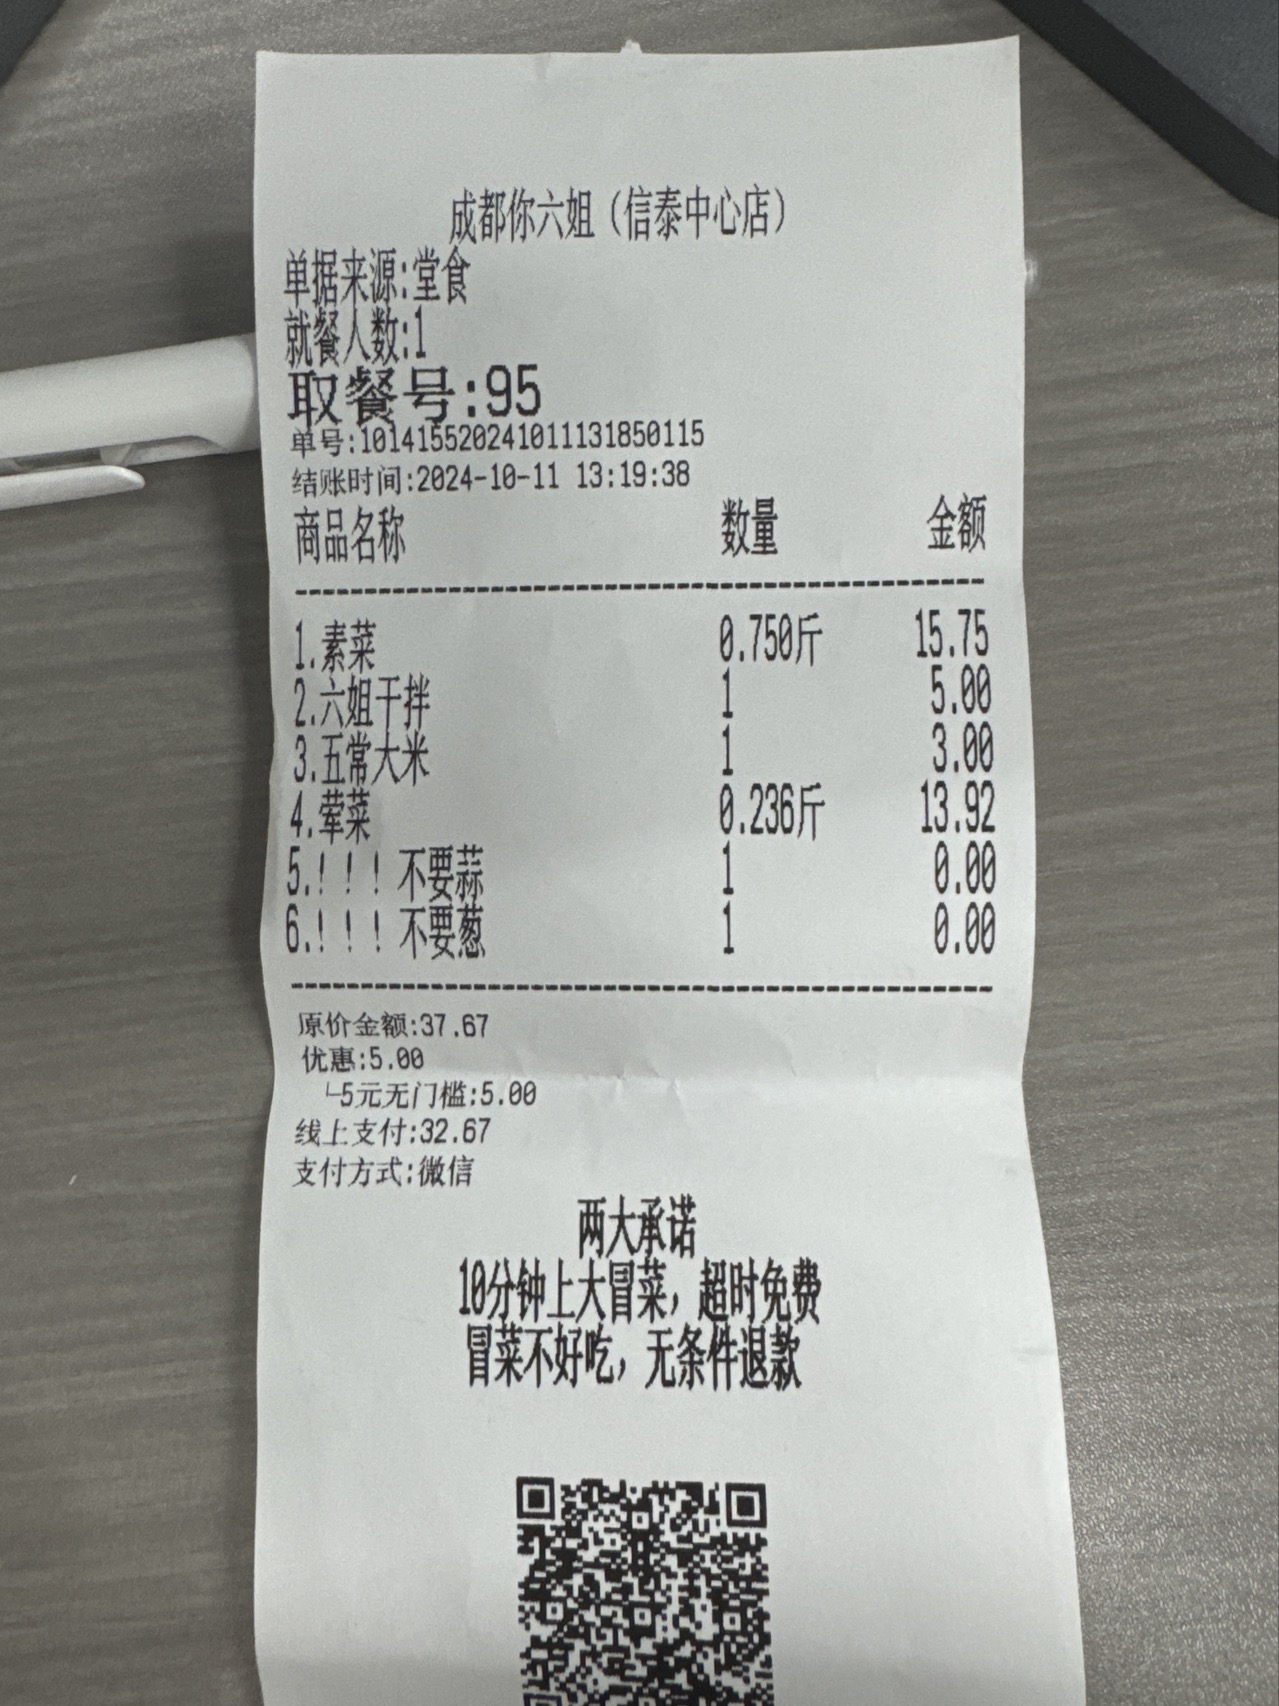 成都你六姐（信泰中心店）
单据来源:堂食
就餐人数:1
取餐号:95
单号:101415520241011131850115
结账时间:2024-10-11 13:19:38
商品名称 数量 金额
1.素菜 0.750斤 15.75
2.六姐干拌 1 5.00
3.五常大米 1 3.00
4.荤菜 0.236斤 13.92
5.！！！不要蒜 1 0.00
6.！！！不要葱 1 0.00
原价金额:37.67
优惠:5.00
└5元无门槛:5.00
线上支付:32.67
支付方式:微信
两大承诺
10分钟上大冒菜，超时免费
冒菜不好吃，无条件退款